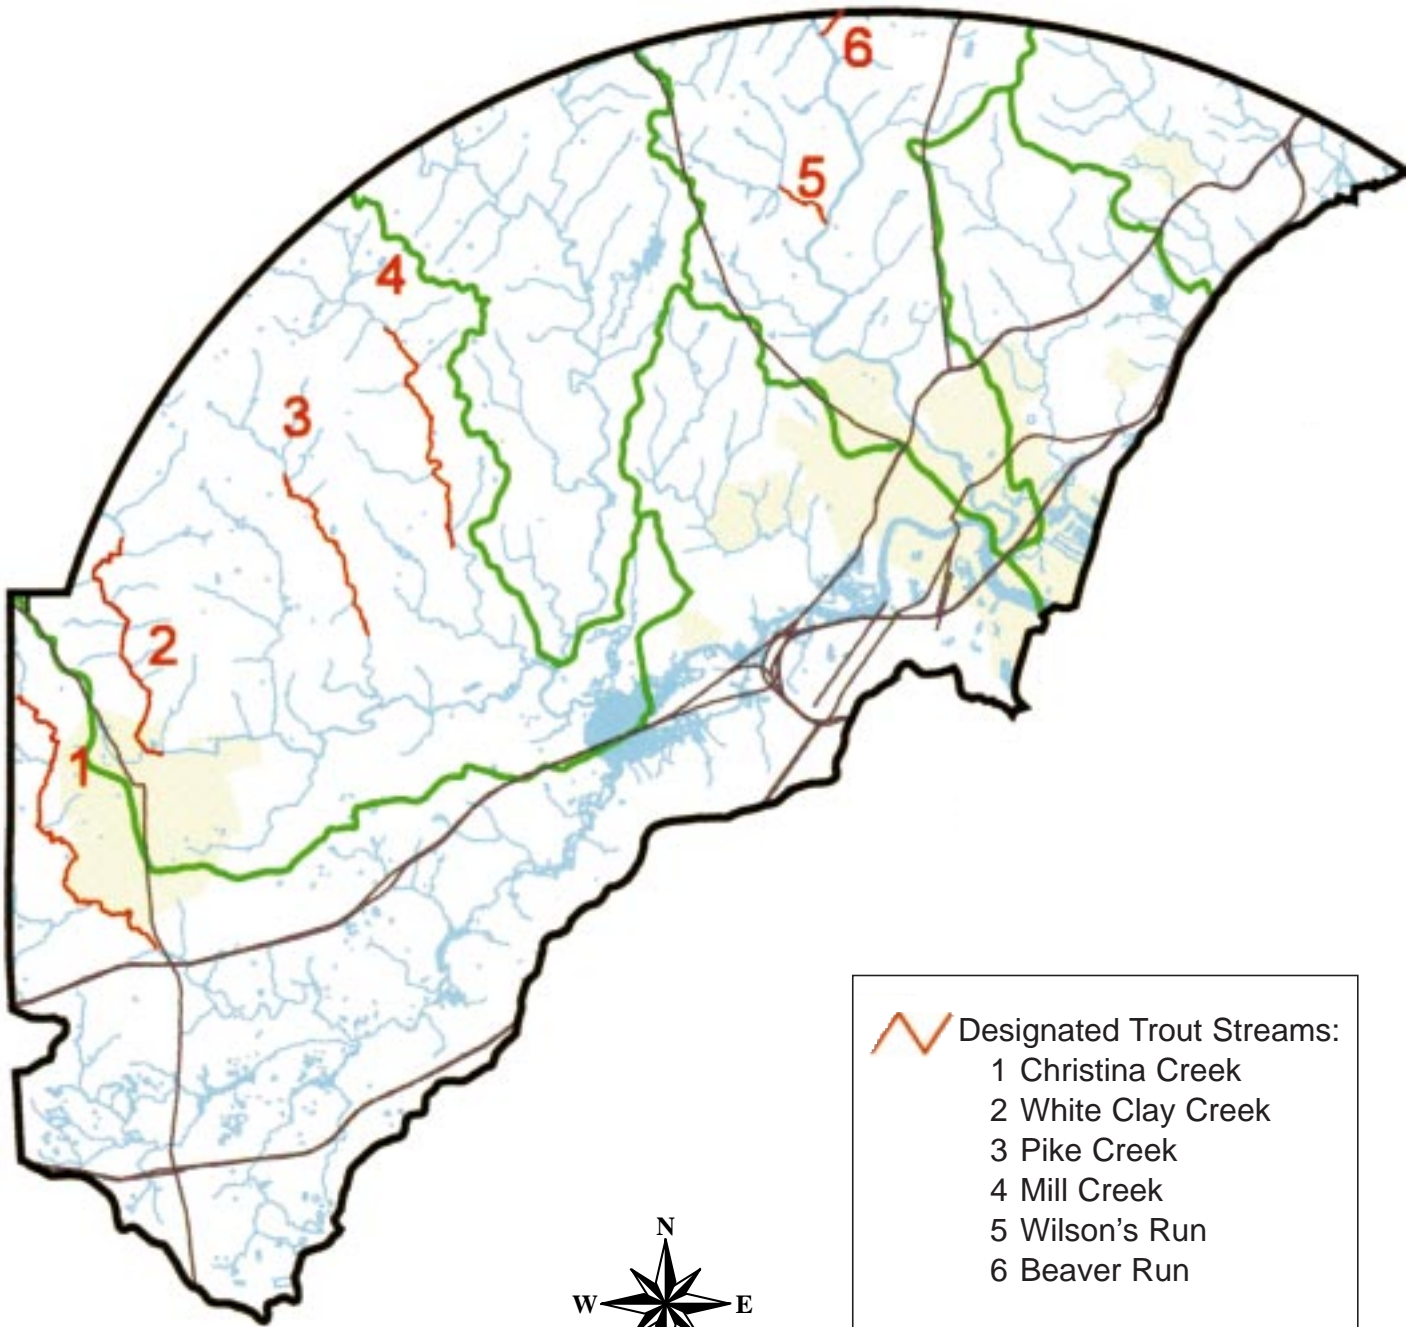 6
5
4
3
2
1
Designated Trout Streams:
1 Christina Creek
2 White Clay Creek
3 Pike Creek
4 Mill Creek
5 Wilson's Run
6 Beaver Run
N
W E